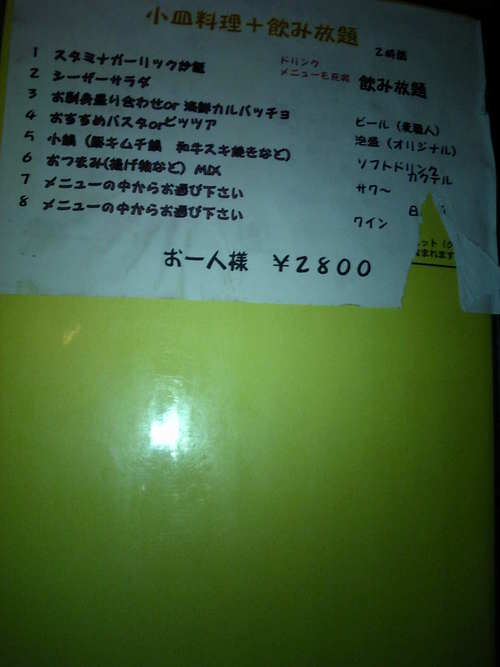 小皿料理+飲み放題
2時間
ドリンク
メニューも充実
飲み放題
1 スタミナガーリック炒飯
2 シーザーサラダ
3 お刺身盛り合わせor 海鮮カルパッチョ
4 おすすめパスタorピッツア
5 小鍋(豚キムチ鍋 和牛スキ焼きなど)
6 おつまみ(揚げ物など) MIX
7 メニューの中からお選び下さい
8 メニューの中からお選び下さい
ビール(麦職人)
泡盛(オリジナル)
ソフトドリンク
カクテル
サワ〜
ワイン
お一人様 ¥2800